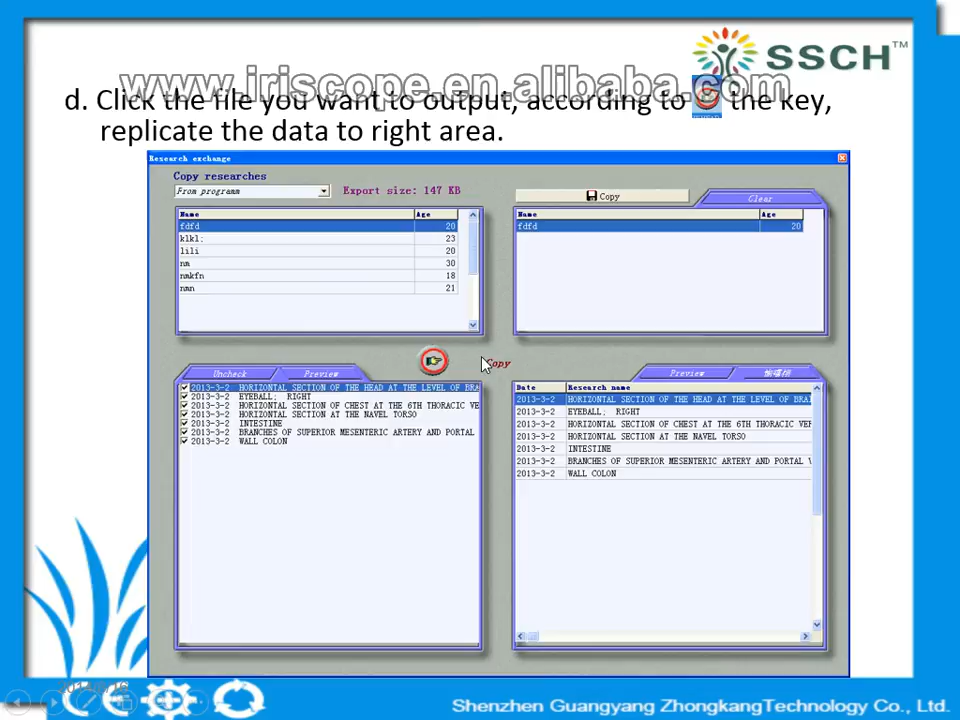 SSCH™
www.iriscope.en.alibaba.com
d. Click the file you want to output, according to the key,
replicate the data to right area.
Research exchange
Copy researches
From programm
Export size: 147 KB
Copy
Clear
Name Age
fdfd 20
klkl; 23
lili 20
nm 30
nmkfn 18
nmn 21
Name Age
fdfd 20
Copy
Uncheck Preview
2013-3-2 HORIZONTAL SECTION OF THE HEAD AT THE LEVEL OF BRA
2013-3-2 EYEBALL; RIGHT
2013-3-2 HORIZONTAL SECTION OF CHEST AT THE 6TH THORACIC VE
2013-3-2 HORIZONTAL SECTION AT THE NAVEL TORSO
2013-3-2 INTESTINE
2013-3-2 BRANCHES OF SUPERIOR MESENTERIC ARTERY AND PORTAL
2013-3-2 WALL COLON
Preview
Date Research name
2013-3-2 HORIZONTAL SECTION OF THE HEAD AT THE LEVEL OF BRAI
2013-3-2 EYEBALL; RIGHT
2013-3-2 HORIZONTAL SECTION OF CHEST AT THE 6TH THORACIC VER
2013-3-2 HORIZONTAL SECTION AT THE NAVEL TORSO
2013-3-2 INTESTINE
2013-3-2 BRANCHES OF SUPERIOR MESENTERIC ARTERY AND PORTAL V
2013-3-2 WALL COLON
Shenzhen Guangyang ZhongkangTechnology Co., Ltd.